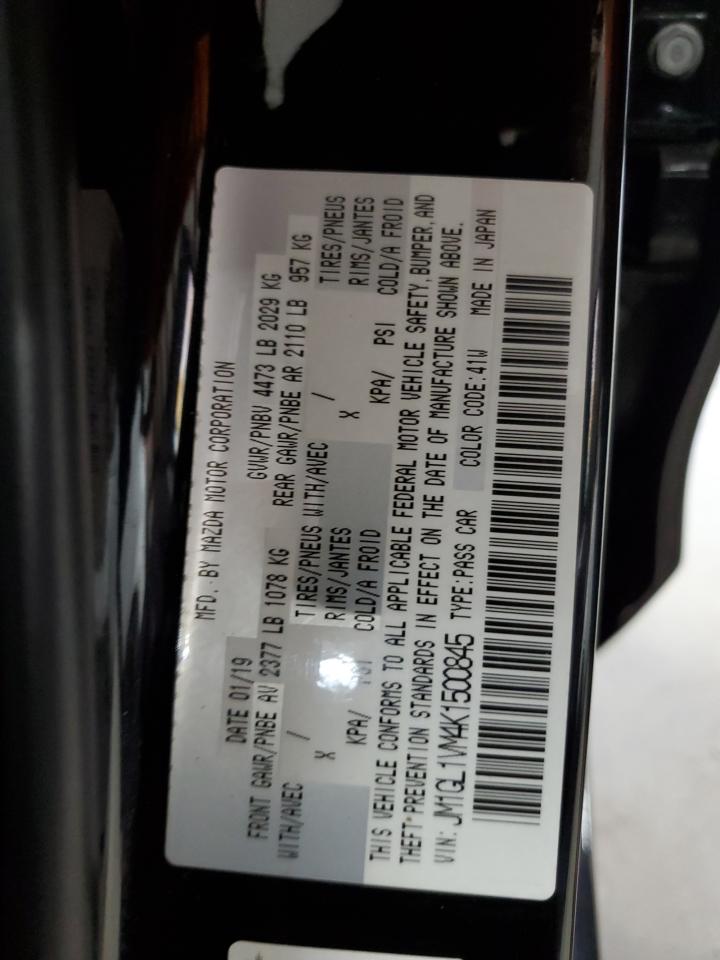 MFD. BY MAZDA MOTOR CORPORATION
DATE 01/19 GVWR/PNBV 4473 LB 2029 KG
FRONT GAWR/PNBE AV 2377 LB 1078 KG REAR GAWR/PNBE AR 2110 LB 957 KG
WITH/AVEC / TIRES/PNEUS WITH/AVEC / TIRES/PNEUS
X RIMS/JANTES X RIMS/JANTES
KPA/ PSI COLD/A FROID KPA/ PSI COLD/A FROID
THIS VEHICLE CONFORMS TO ALL APPLICABLE FEDERAL MOTOR VEHICLE SAFETY, BUMPER, AND
THEFT PREVENTION STANDARDS IN EFFECT ON THE DATE OF MANUFACTURE SHOWN ABOVE.
VIN: JM1GL1VM4K1500845 TYPE:PASS CAR COLOR CODE:41W MADE IN JAPAN